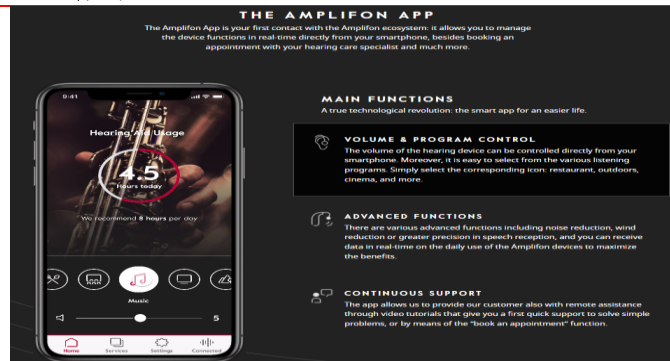 THE AMPLIFON APP
The Amplifon App is your first contact with the Amplifon ecosystem: it allows you to manage
the device functions in real-time directly from your smartphone, besides booking an
appointment with your hearing care specialist and much more.
9:41
Hearing Aid Usage
4.5
Hours today
We recommend 8 hours per day
Music
5
Home
Services
Settings
Connected
MAIN FUNCTIONS
A true technological revolution: the smart app for an easier life.
VOLUME & PROGRAM CONTROL
The volume of the hearing device can be controlled directly from your
smartphone. Moreover, it is easy to select from the various listening
programs. Simply select the corresponding icon: restaurant, outdoors,
cinema, and more.
ADVANCED FUNCTIONS
There are various advanced functions including noise reduction, wind
reduction or greater precision in speech reception, and you can receive
data in real-time on the daily use of the Amplifon devices to maximize
the benefits.
CONTINUOUS SUPPORT
The app allows us to provide our customer also with remote assistance
through video tutorials that give you a first quick support to solve simple
problems, or by means of the "book an appointment" function.